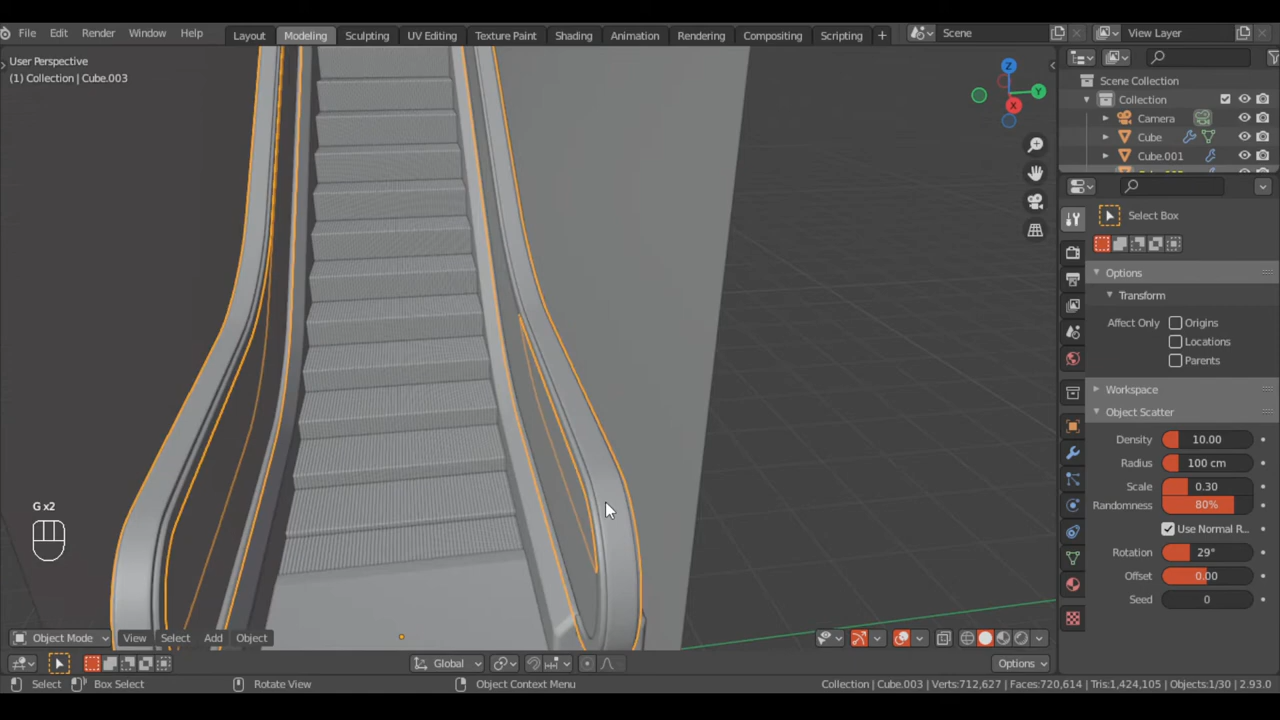 File Edit Render Window Help Layout Modeling Sculpting UV Editing Texture Paint Shading Animation Rendering Compositing Scripting + Scene View Layer
User Perspective
(1) Collection | Cube.003
Z
Y
X
Scene Collection
Collection
Camera
Cube
Cube.001
Select Box
Options
Transform
Affect Only Origins
Locations
Parents
Workspace
Object Scatter
Density 10.00
Radius 100 cm
Scale 0.30
Randomness 80%
Use Normal R...
Rotation 29°
Offset 0.00
Seed 0
G x2
Object Mode View Select Add Object
Global Options
Select Box Select Rotate View Object Context Menu Collection | Cube.003 | Verts:712,627 | Faces:720,614 | Tris:1,424,105 | Objects:1/30 | 2.93.0